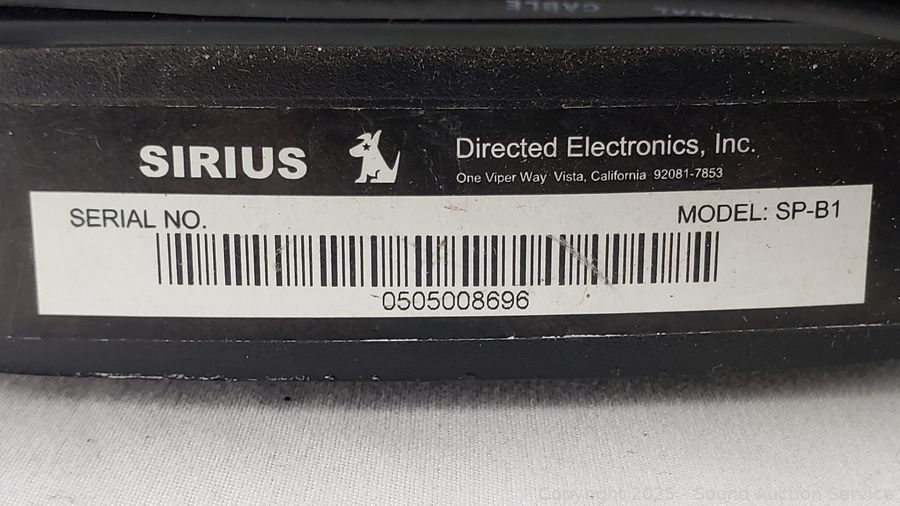 CABLE
SIRIUS
Directed Electronics, Inc.
One Viper Way Vista, California 92081-7853
SERIAL NO.
MODEL: SP-B1
0505008696
Copyright 2025 - Sound Auction Service